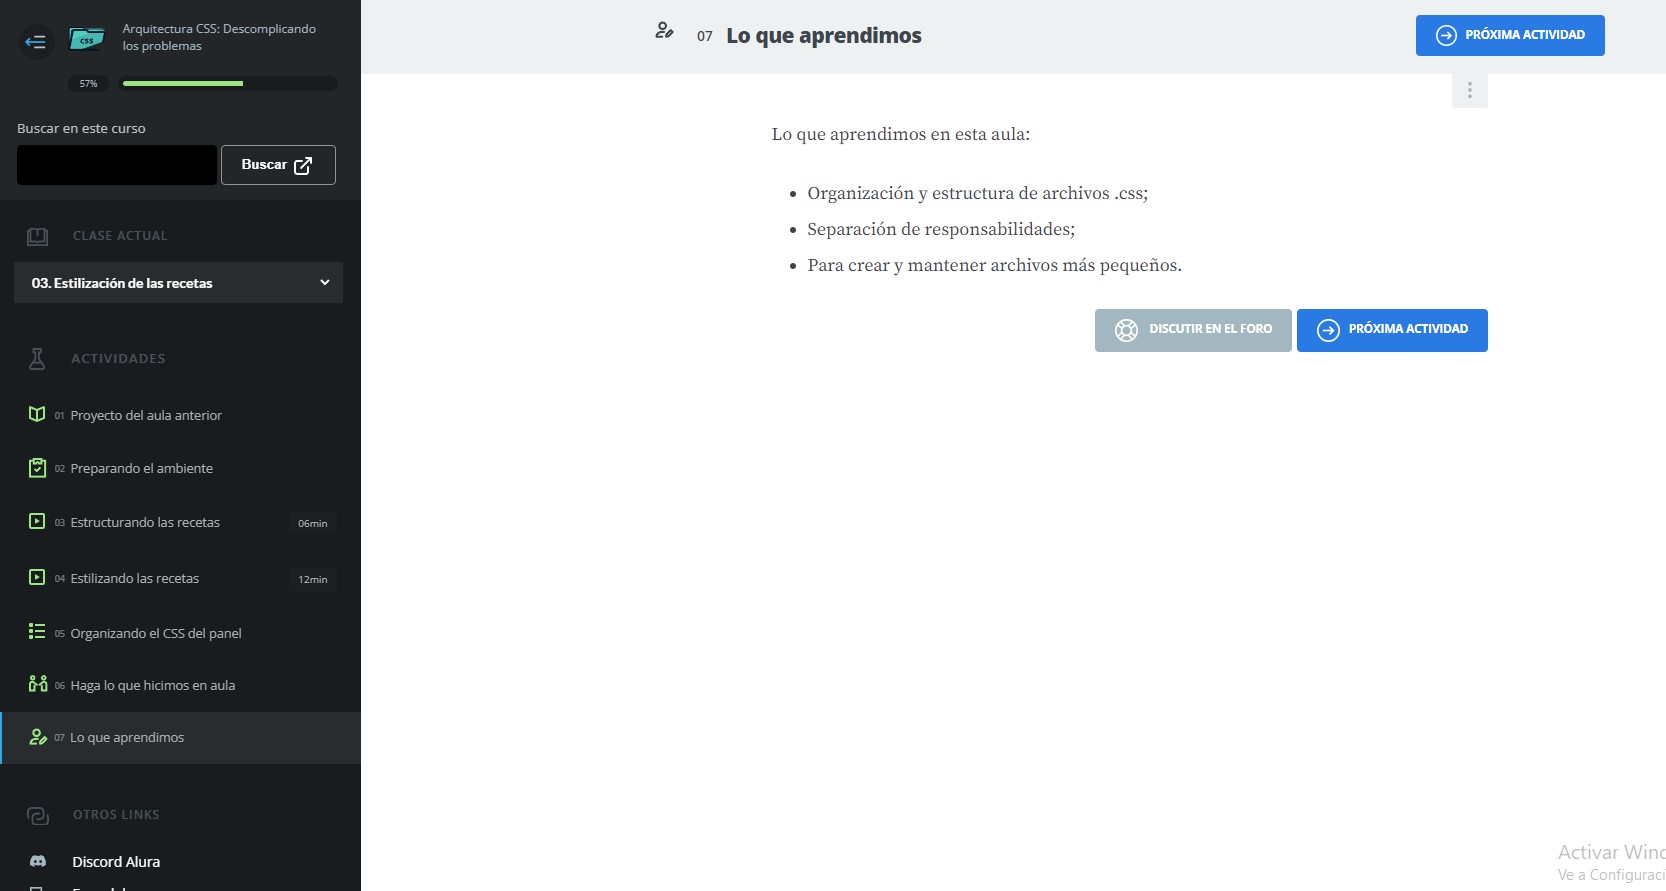 Arquitectura CSS: Descomplicando
los problemas
CSS
57%
Buscar en este curso
Buscar
CLASE ACTUAL
03. Estilización de las recetas
ACTIVIDADES
01 Proyecto del aula anterior
02 Preparando el ambiente
03 Estructurando las recetas 06min
04 Estilizando las recetas 12min
05 Organizando el CSS del panel
06 Haga lo que hicimos en aula
07 Lo que aprendimos
OTROS LINKS
Discord Alura
07 Lo que aprendimos
PRÓXIMA ACTIVIDAD
Lo que aprendimos en esta aula:
• Organización y estructura de archivos .css;
• Separación de responsabilidades;
• Para crear y mantener archivos más pequeños.
DISCUTIR EN EL FORO PRÓXIMA ACTIVIDAD
Activar Winc
Ve a Configuraci